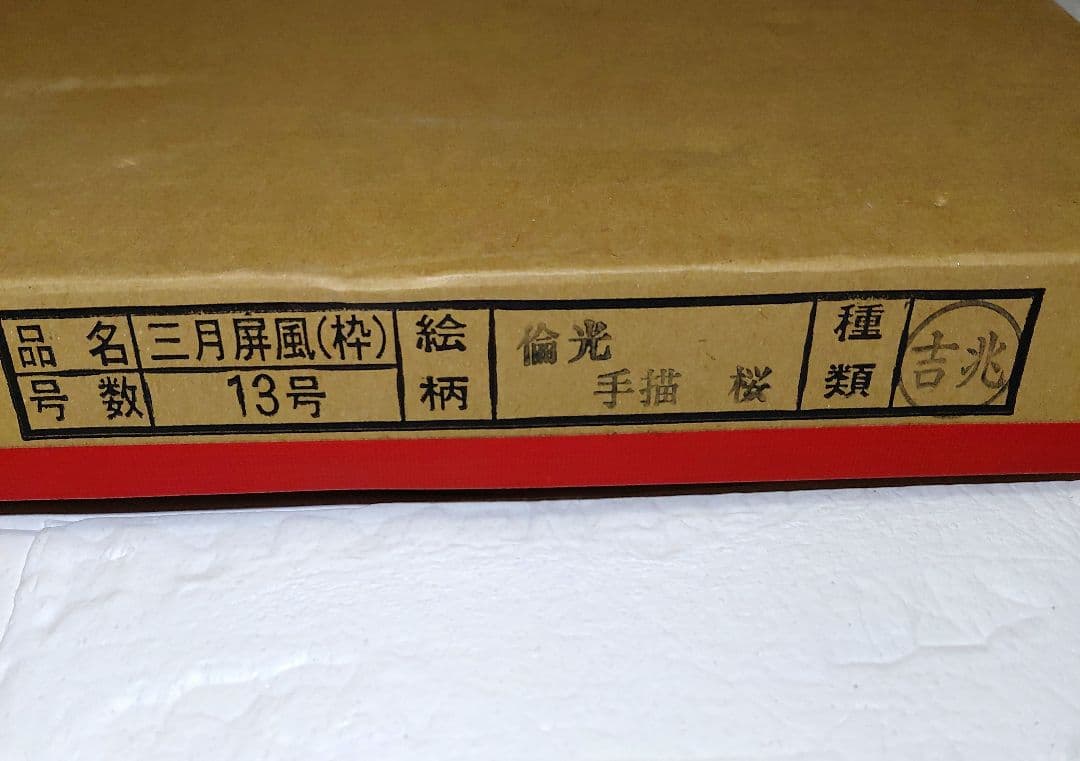 品名 三月屏風(枠)
号数 13号
絵柄 倫光
手描 桜
種類 吉兆